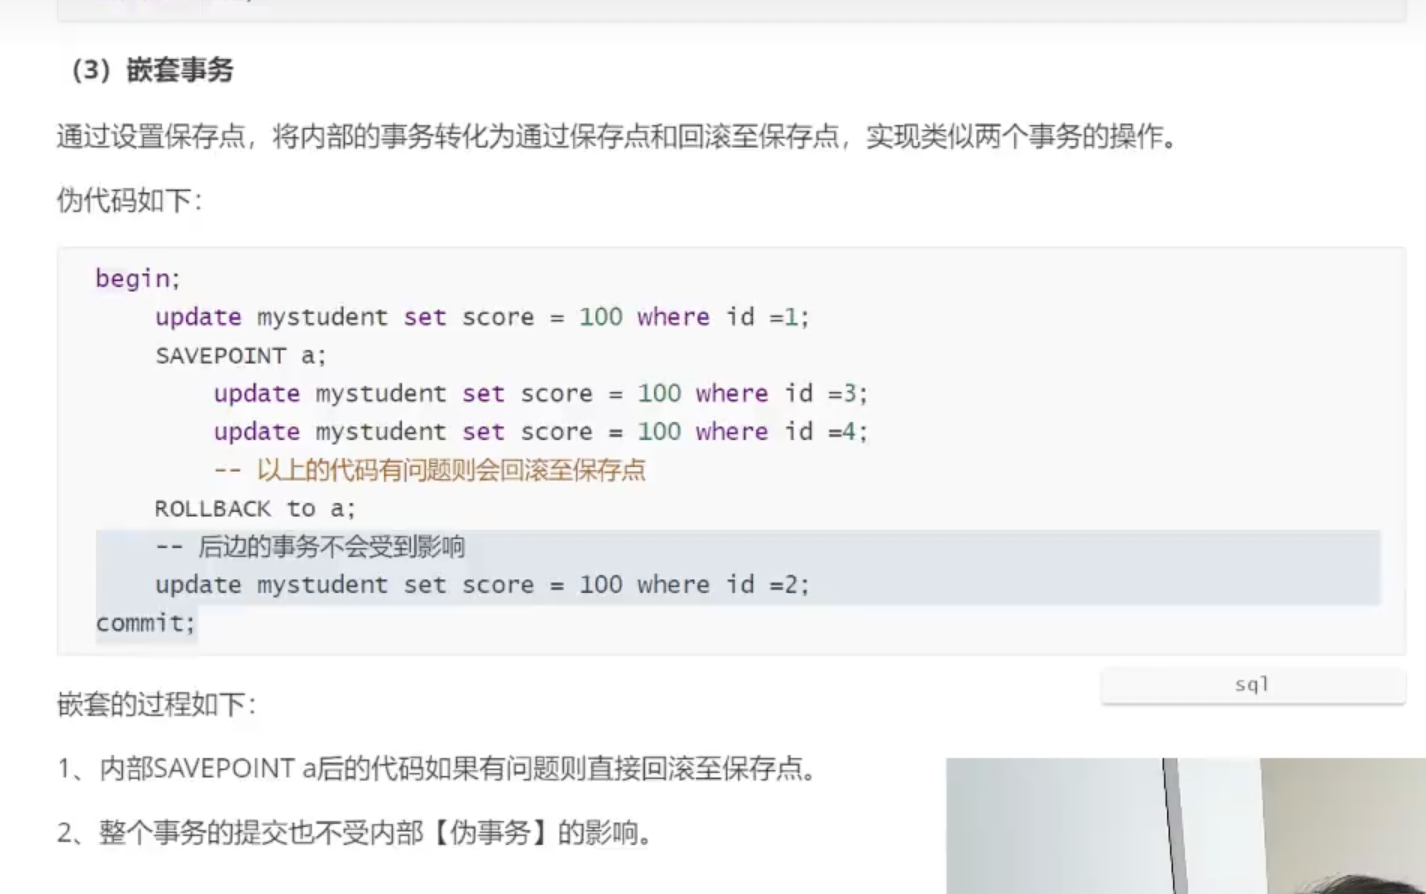 （3）嵌套事务
通过设置保存点，将内部的事务转化为通过保存点和回滚至保存点，实现类似两个事务的操作。
伪代码如下：
begin;
update mystudent set score = 100 where id =1;
SAVEPOINT a;
update mystudent set score = 100 where id =3;
update mystudent set score = 100 where id =4;
-- 以上的代码有问题则会回滚至保存点
ROLLBACK to a;
-- 后边的事务不会受到影响
update mystudent set score = 100 where id =2;
commit;
sql
嵌套的过程如下：
1、内部SAVEPOINT a后的代码如果有问题则直接回滚至保存点。
2、整个事务的提交也不受内部【伪事务】的影响。